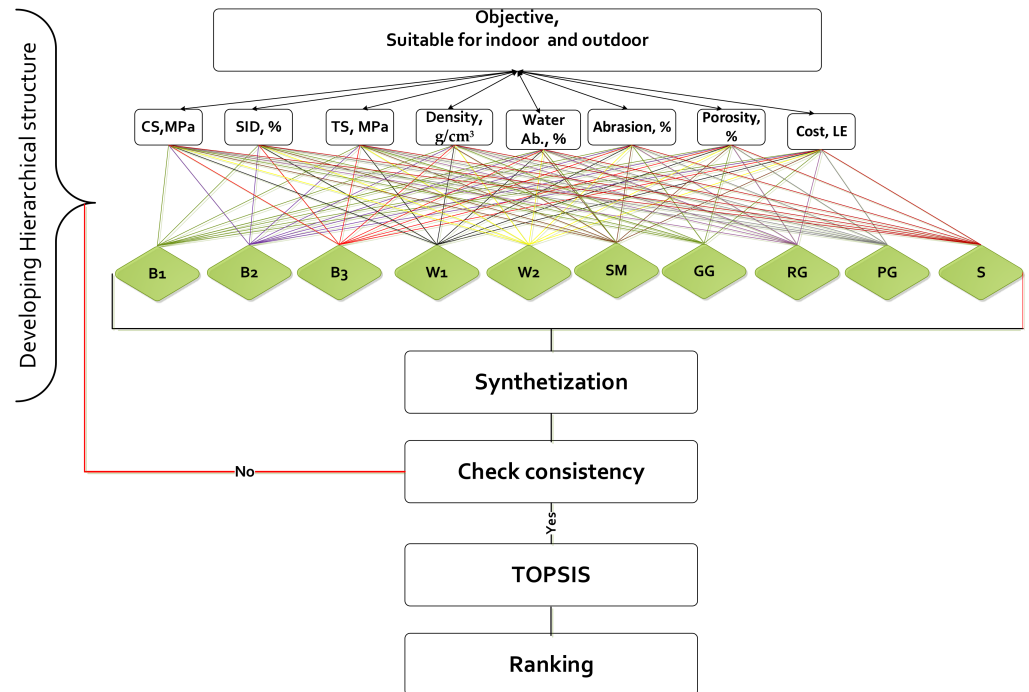 Developing Hierarchical structure
Objective,
Suitable for indoor and outdoor
CS,MPa
SID, %
TS, MPa
Density,
g/cm³
Water
Ab., %
Abrasion, %
Porosity,
%
Cost, LE
B1
B2
B3
W1
W2
SM
GG
RG
PG
S
Synthetization
Check consistency
No
Yes
TOPSIS
Ranking